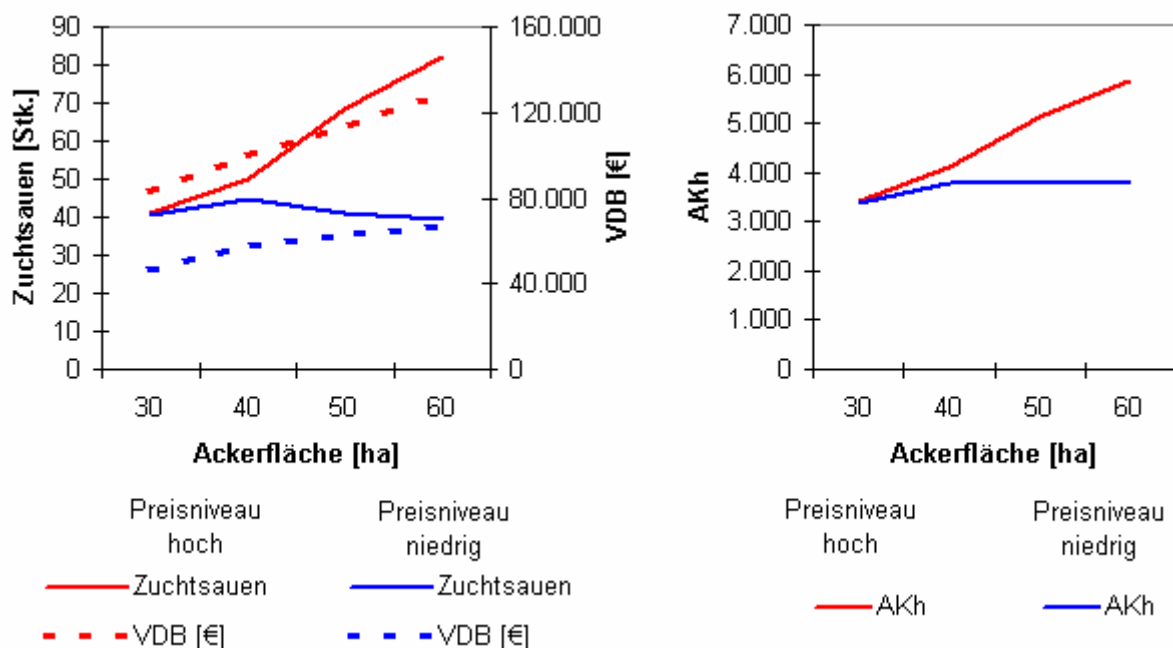 90
80
70
60
50
40
30
20
10
0
Zuchtsauen [Stk.]
160.000
120.000
80.000
40.000
0
VDB [€]
30 40 50 60
Ackerfläche [ha]
Preisniveau hoch
Preisniveau niedrig
Zuchtsauen
Zuchtsauen
VDB [€]
VDB [€]
7.000
6.000
5.000
4.000
3.000
2.000
1.000
0
AKh
30 40 50 60
Ackerfläche [ha]
Preisniveau hoch
Preisniveau niedrig
AKh
AKh